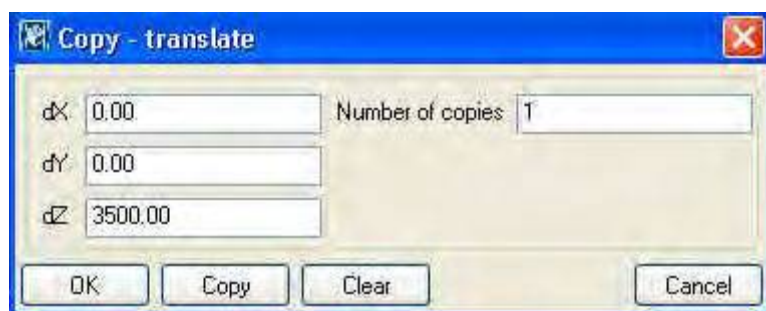 Copy - translate
dX 0.00 Number of copies 1
dY 0.00
dZ 3500.00
OK Copy Clear Cancel